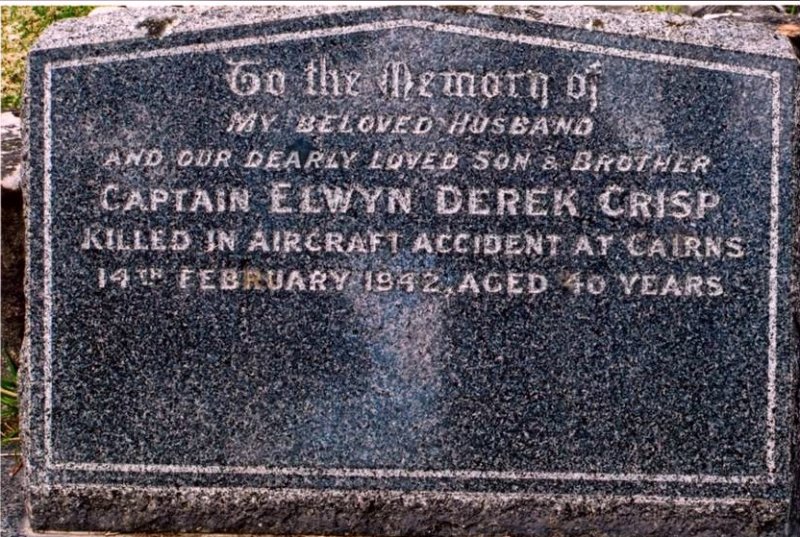 To the Memory of
MY BELOVED HUSBAND
AND OUR DEARLY LOVED SON & BROTHER
CAPTAIN ELWYN DEREK CRISP
KILLED IN AIRCRAFT ACCIDENT AT CAIRNS
14TH FEBRUARY 1942, AGED 40 YEARS